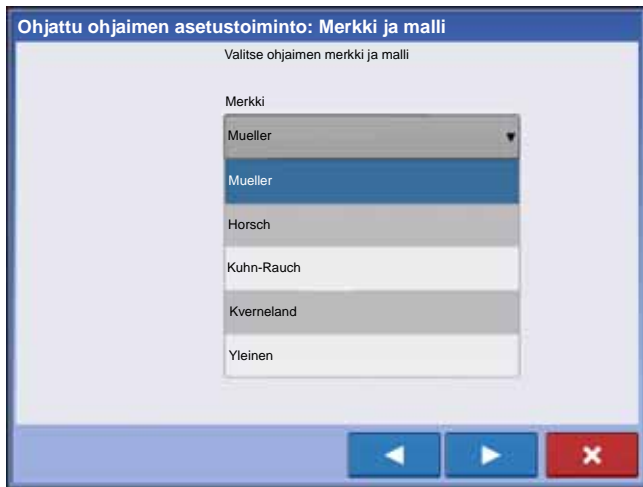 Ohjattu ohjaimen asetustoiminto: Merkki ja malli
Valitse ohjaimen merkki ja malli
Merkki
Mueller
Mueller
Horsch
Kuhn-Rauch
Kverneland
Yleinen